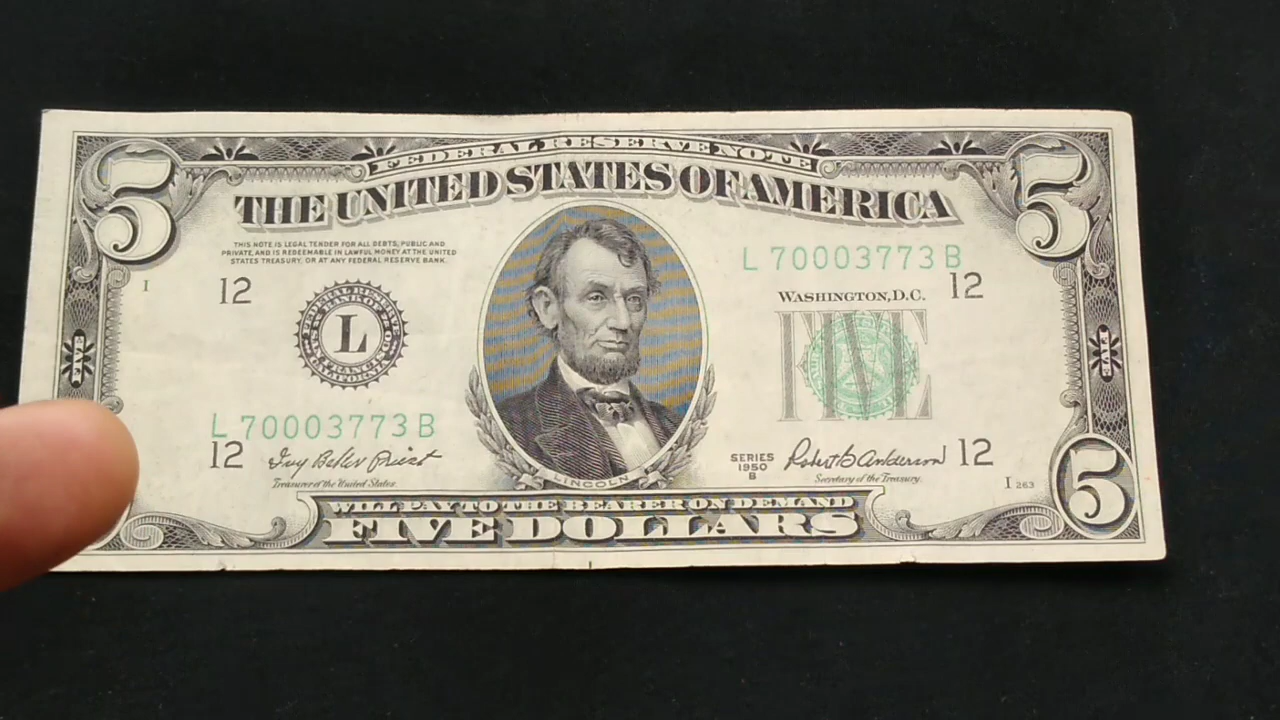 FEDERAL RESERVE NOTE
THE UNITED STATES OF AMERICA
5
5
THIS NOTE IS LEGAL TENDER FOR ALL DEBTS, PUBLIC AND
PRIVATE, AND IS REDEEMABLE IN LAWFUL MONEY AT THE UNITED
STATES TREASURY, OR AT ANY FEDERAL RESERVE BANK.
L 70003773 B
I
12
WASHINGTON, D.C.
12
L
FIVE
FIVE
FIVE
L 70003773 B
12
Ivy Baker Priest
Treasurer of the United States.
LINCOLN
SERIES
1950
B
Robert B Anderson
Secretary of the Treasury.
12
I 263
5
WILL PAY TO THE BEARER ON DEMAND
FIVE DOLLARS